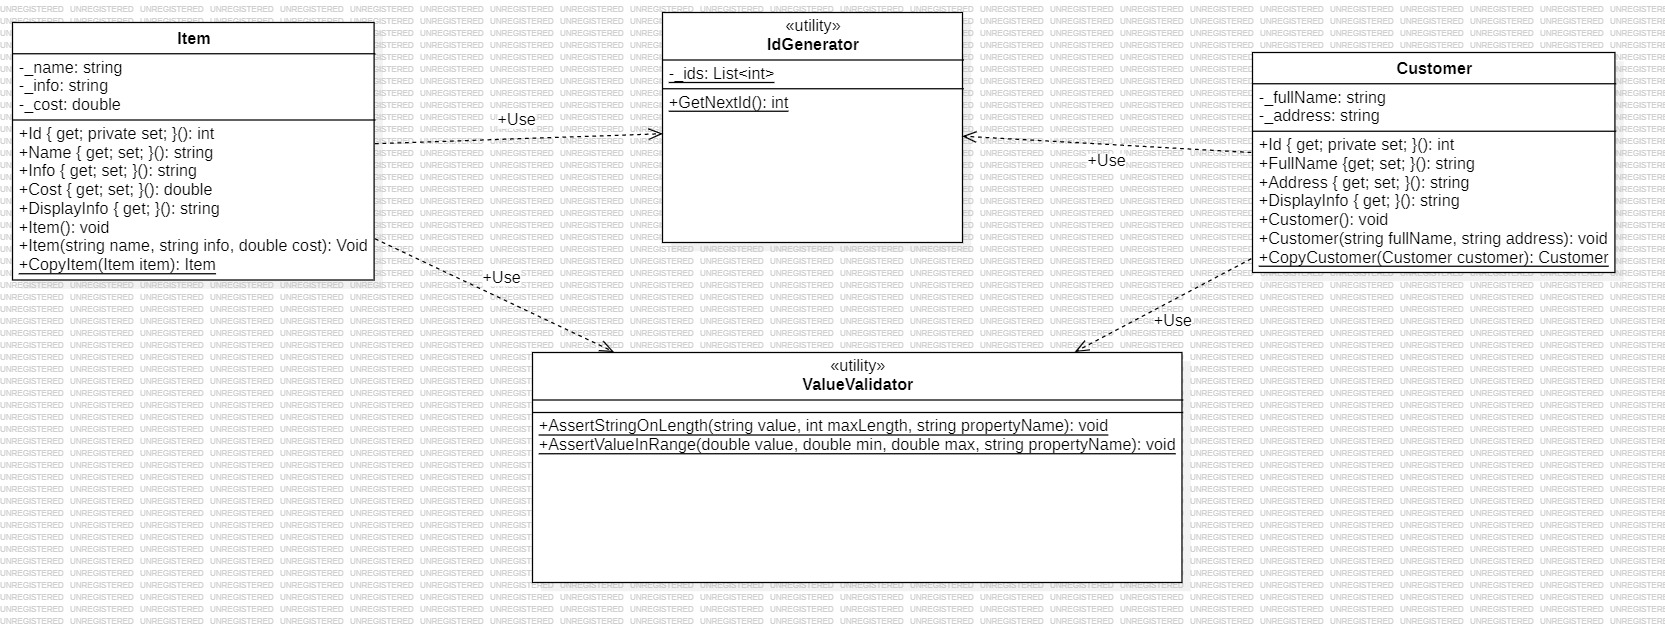 Item
-_name: string
-_info: string
-_cost: double
+Id { get; private set; }(): int
+Name { get; set; }(): string
+Info { get; set; }(): string
+Cost { get; set; }(): double
+DisplayInfo { get; }(): string
+Item(): void
+Item(string name, string info, double cost): Void
+CopyItem(Item item): Item
+Use
+Use
«utility»
IdGenerator
-_ids: List<int>
+GetNextId(): int
+Use
+Use
Customer
-_fullName: string
-_address: string
+Id { get; private set; }(): int
+FullName {get; set; }(): string
+Address { get; set; }(): string
+DisplayInfo { get; }(): string
+Customer(): void
+Customer(string fullName, string address): void
+CopyCustomer(Customer customer): Customer
«utility»
ValueValidator
+AssertStringOnLength(string value, int maxLength, string propertyName): void
+AssertValueInRange(double value, double min, double max, string propertyName): void
UNREGISTERED